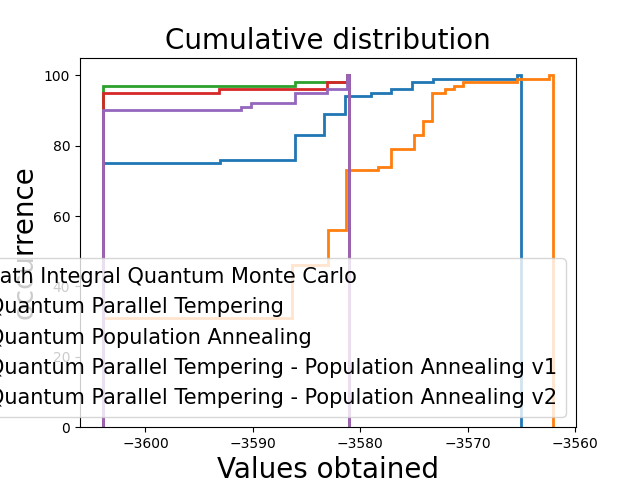 Cumulative distribution
100
80
60
40
20
0
occurrence
ath Integral Quantum Monte Carlo
Quantum Parallel Tempering
Quantum Population Annealing
Quantum Parallel Tempering - Population Annealing v1
Quantum Parallel Tempering - Population Annealing v2
−3600
−3590
−3580
−3570
−3560
Values obtained